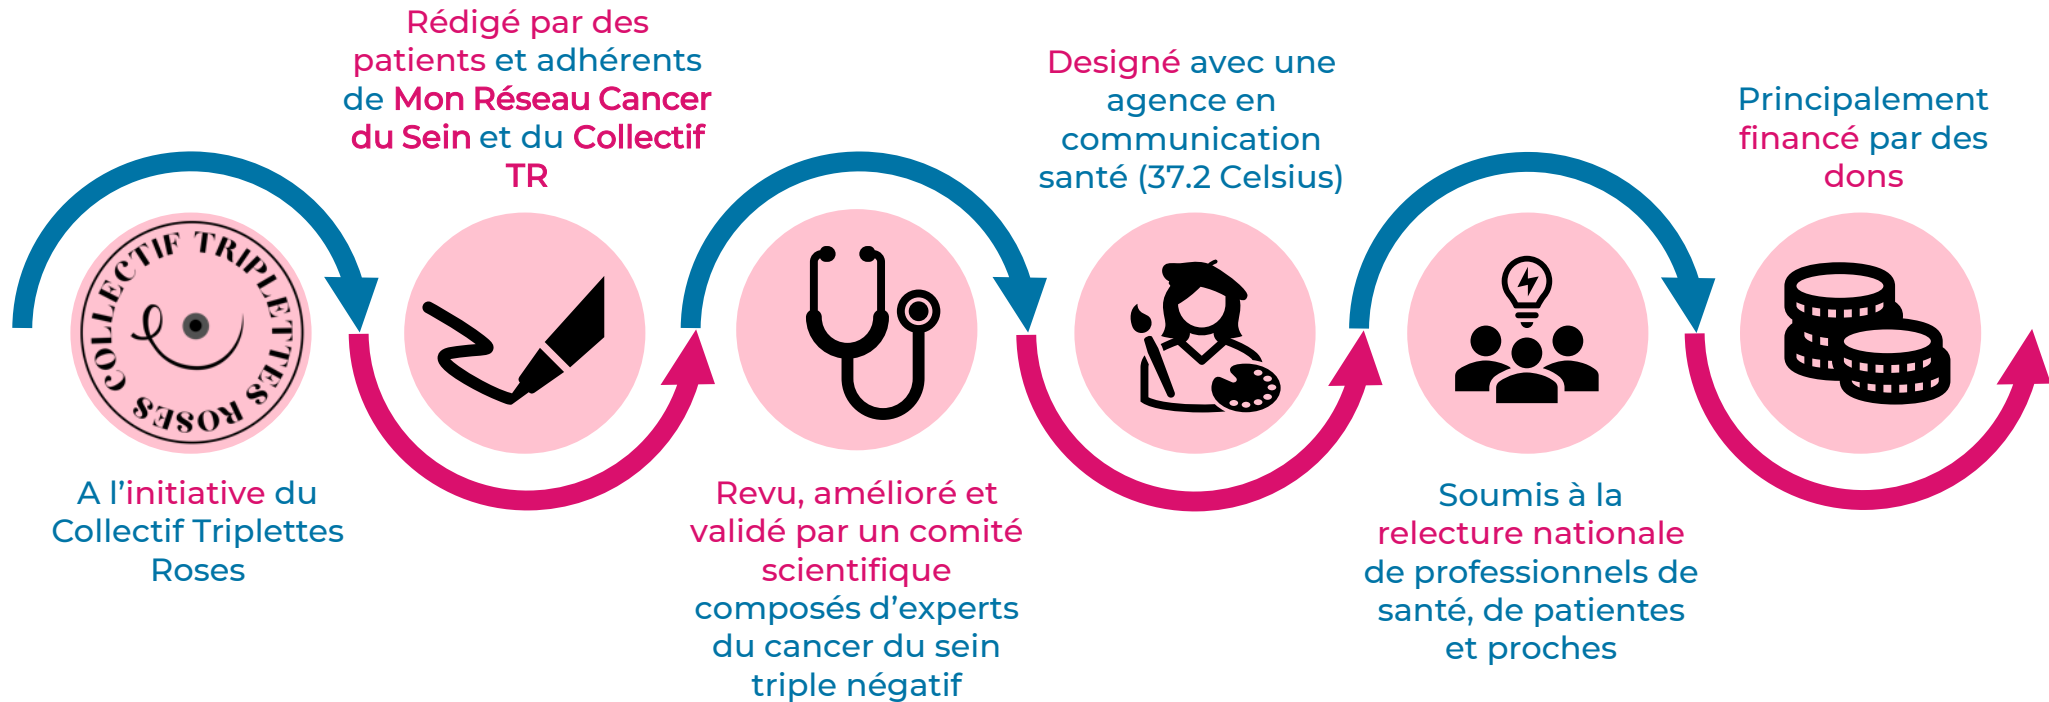 COLLECTIF TRIPLETTES ROSES
A l’initiative du
Collectif Triplettes
Roses
Rédigé par des
patients et adhérents
de Mon Réseau Cancer
du Sein et du Collectif
TR
Revu, amélioré et
validé par un comité
scientifique
composés d’experts
du cancer du sein
triple négatif
Designé avec une
agence en
communication
santé (37.2 Celsius)
Soumis à la
relecture nationale
de professionnels de
santé, de patientes
et proches
Principalement
financé par des
dons